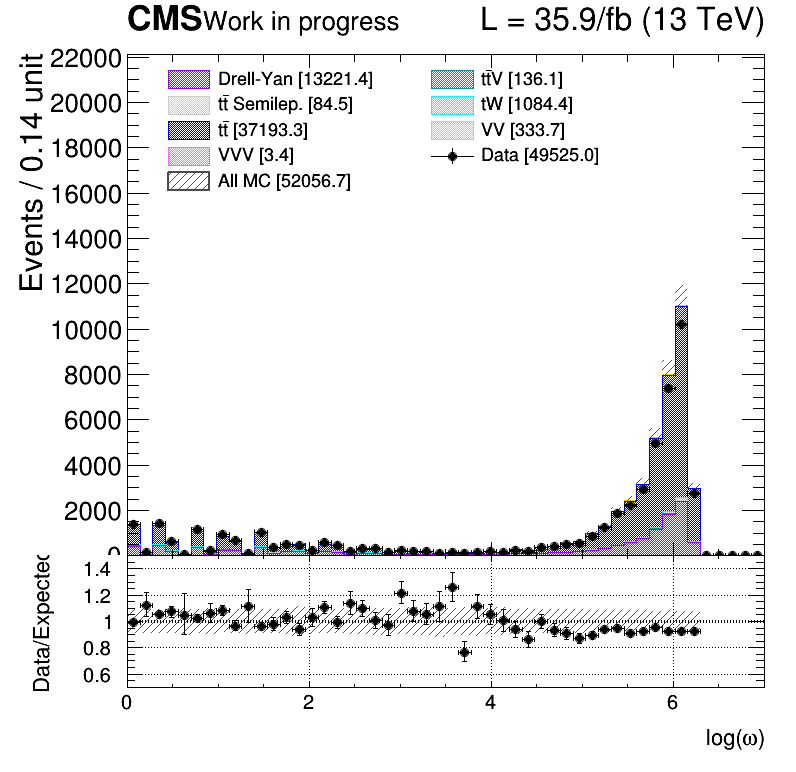 CMS Work in progress L = 35.9/fb (13 TeV)
Events / 0.14 unit
22000
20000
18000
16000
14000
12000
10000
8000
6000
4000
2000
0
Drell-Yan [13221.4]
tt̄ Semilep. [84.5]
tt̄ [37193.3]
VVV [3.4]
All MC [52056.7]
tt̄V [136.1]
tW [1084.4]
VV [333.7]
Data [49525.0]
Data/Expected
1.4
1.2
1
0.8
0.6
0 2 4 6
log(ω)